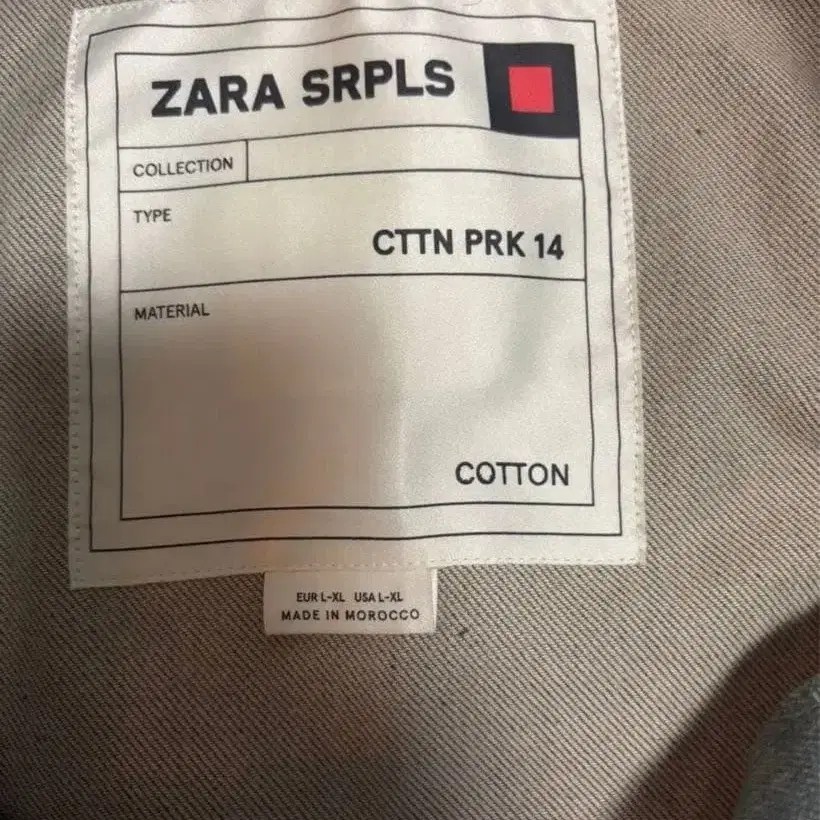 ZARA SRPLS
COLLECTION
TYPE
CTTN PRK 14
MATERIAL
COTTON
EUR L-XL USA L-XL
MADE IN MOROCCO